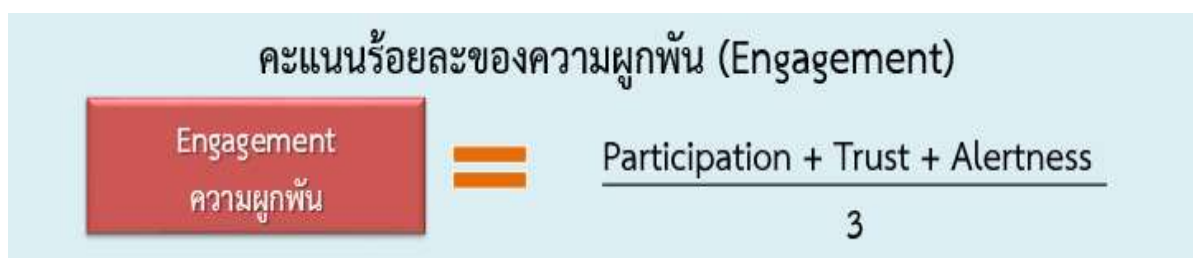 คะแนนร้อยละของความผูกพัน (Engagement)
Engagement
ความผูกพัน
=
Participation + Trust + Alertness
3